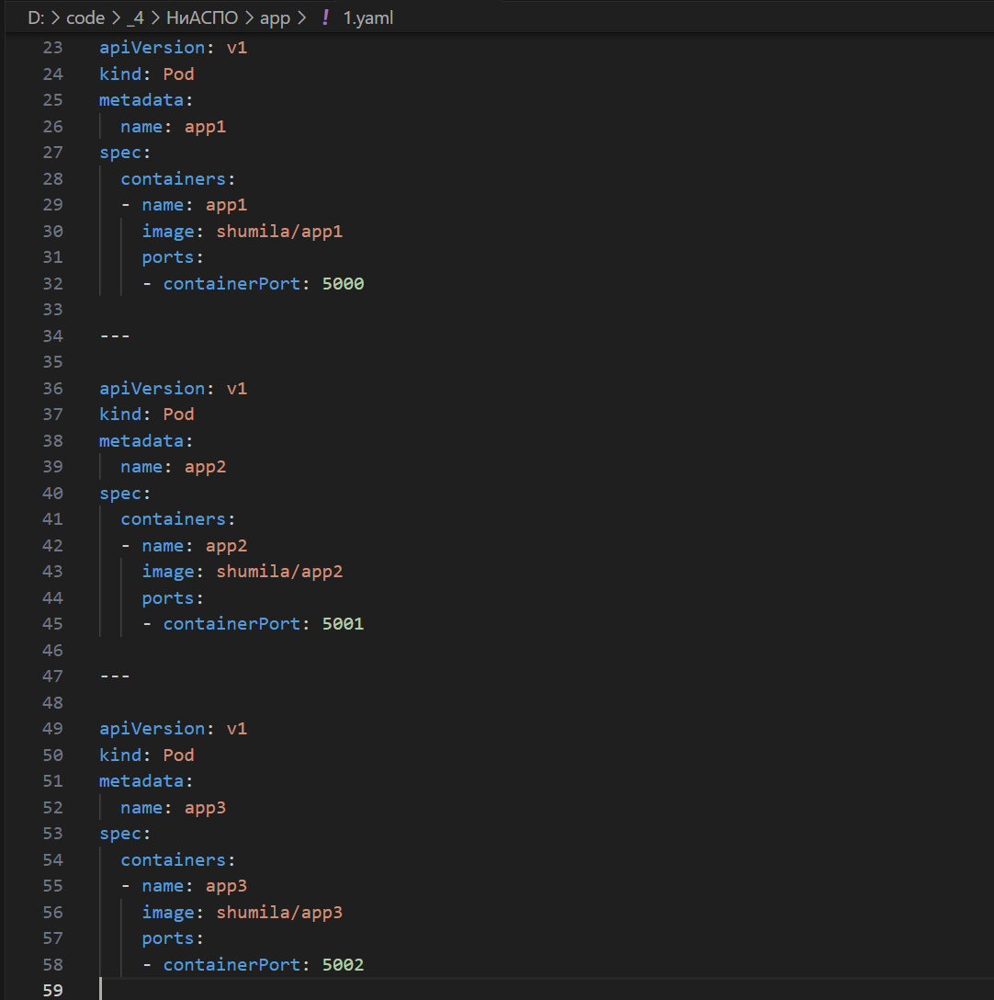 D: > code > _4 > НиАСПО > app > ! 1.yaml
23 apiVersion: v1
24 kind: Pod
25 metadata:
26   name: app1
27 spec:
28   containers:
29   - name: app1
30     image: shumila/app1
31     ports:
32     - containerPort: 5000
33
34 ---
35
36 apiVersion: v1
37 kind: Pod
38 metadata:
39   name: app2
40 spec:
41   containers:
42   - name: app2
43     image: shumila/app2
44     ports:
45     - containerPort: 5001
46
47 ---
48
49 apiVersion: v1
50 kind: Pod
51 metadata:
52   name: app3
53 spec:
54   containers:
55   - name: app3
56     image: shumila/app3
57     ports:
58     - containerPort: 5002
59